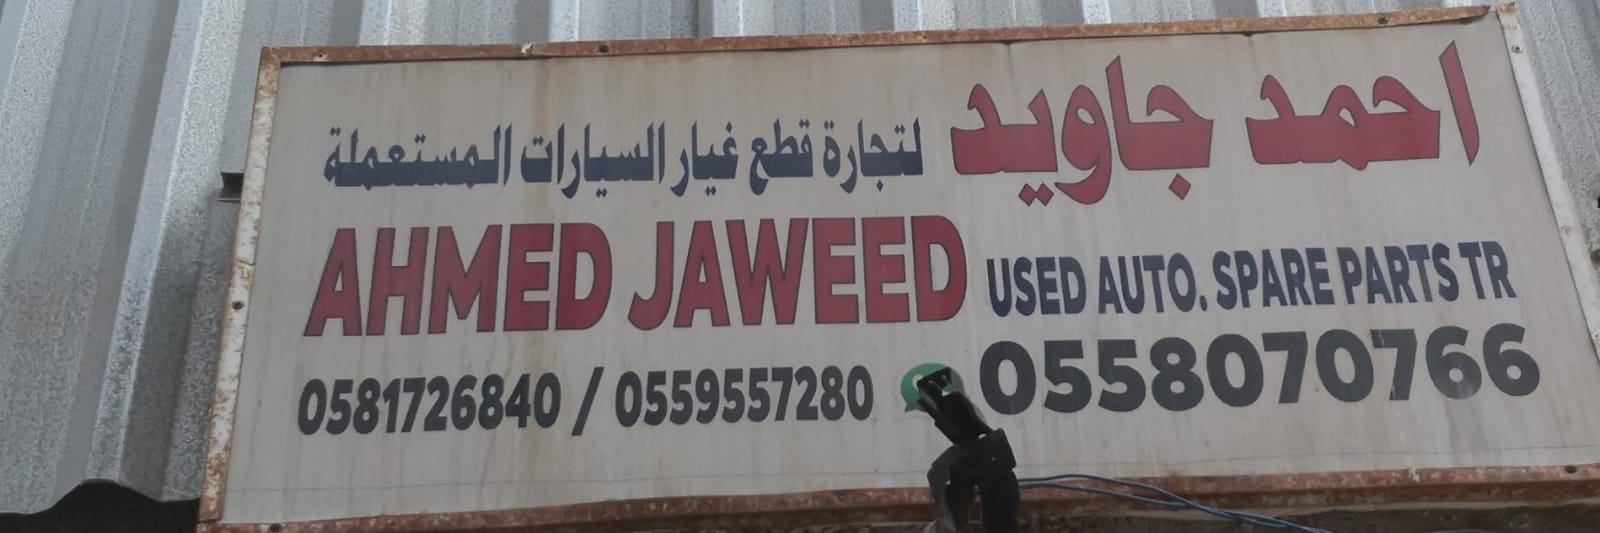 احمد جاويد لتجارة قطع غيار السيارات المستعملة
AHMED JAWEED USED AUTO. SPARE PARTS TR
0581726840 / 0559557280 0558070766